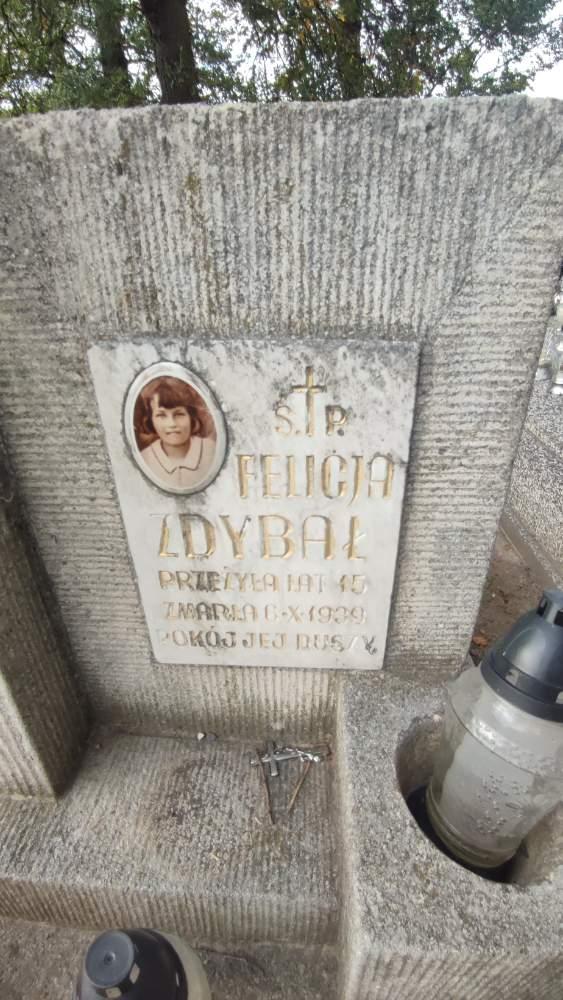 Ś. P.
FELICJA
ZDYBAŁ
PRZEŻYŁA LAT 15
ZMARŁA 6-X-1939
POKÓJ JEJ DUSZY.